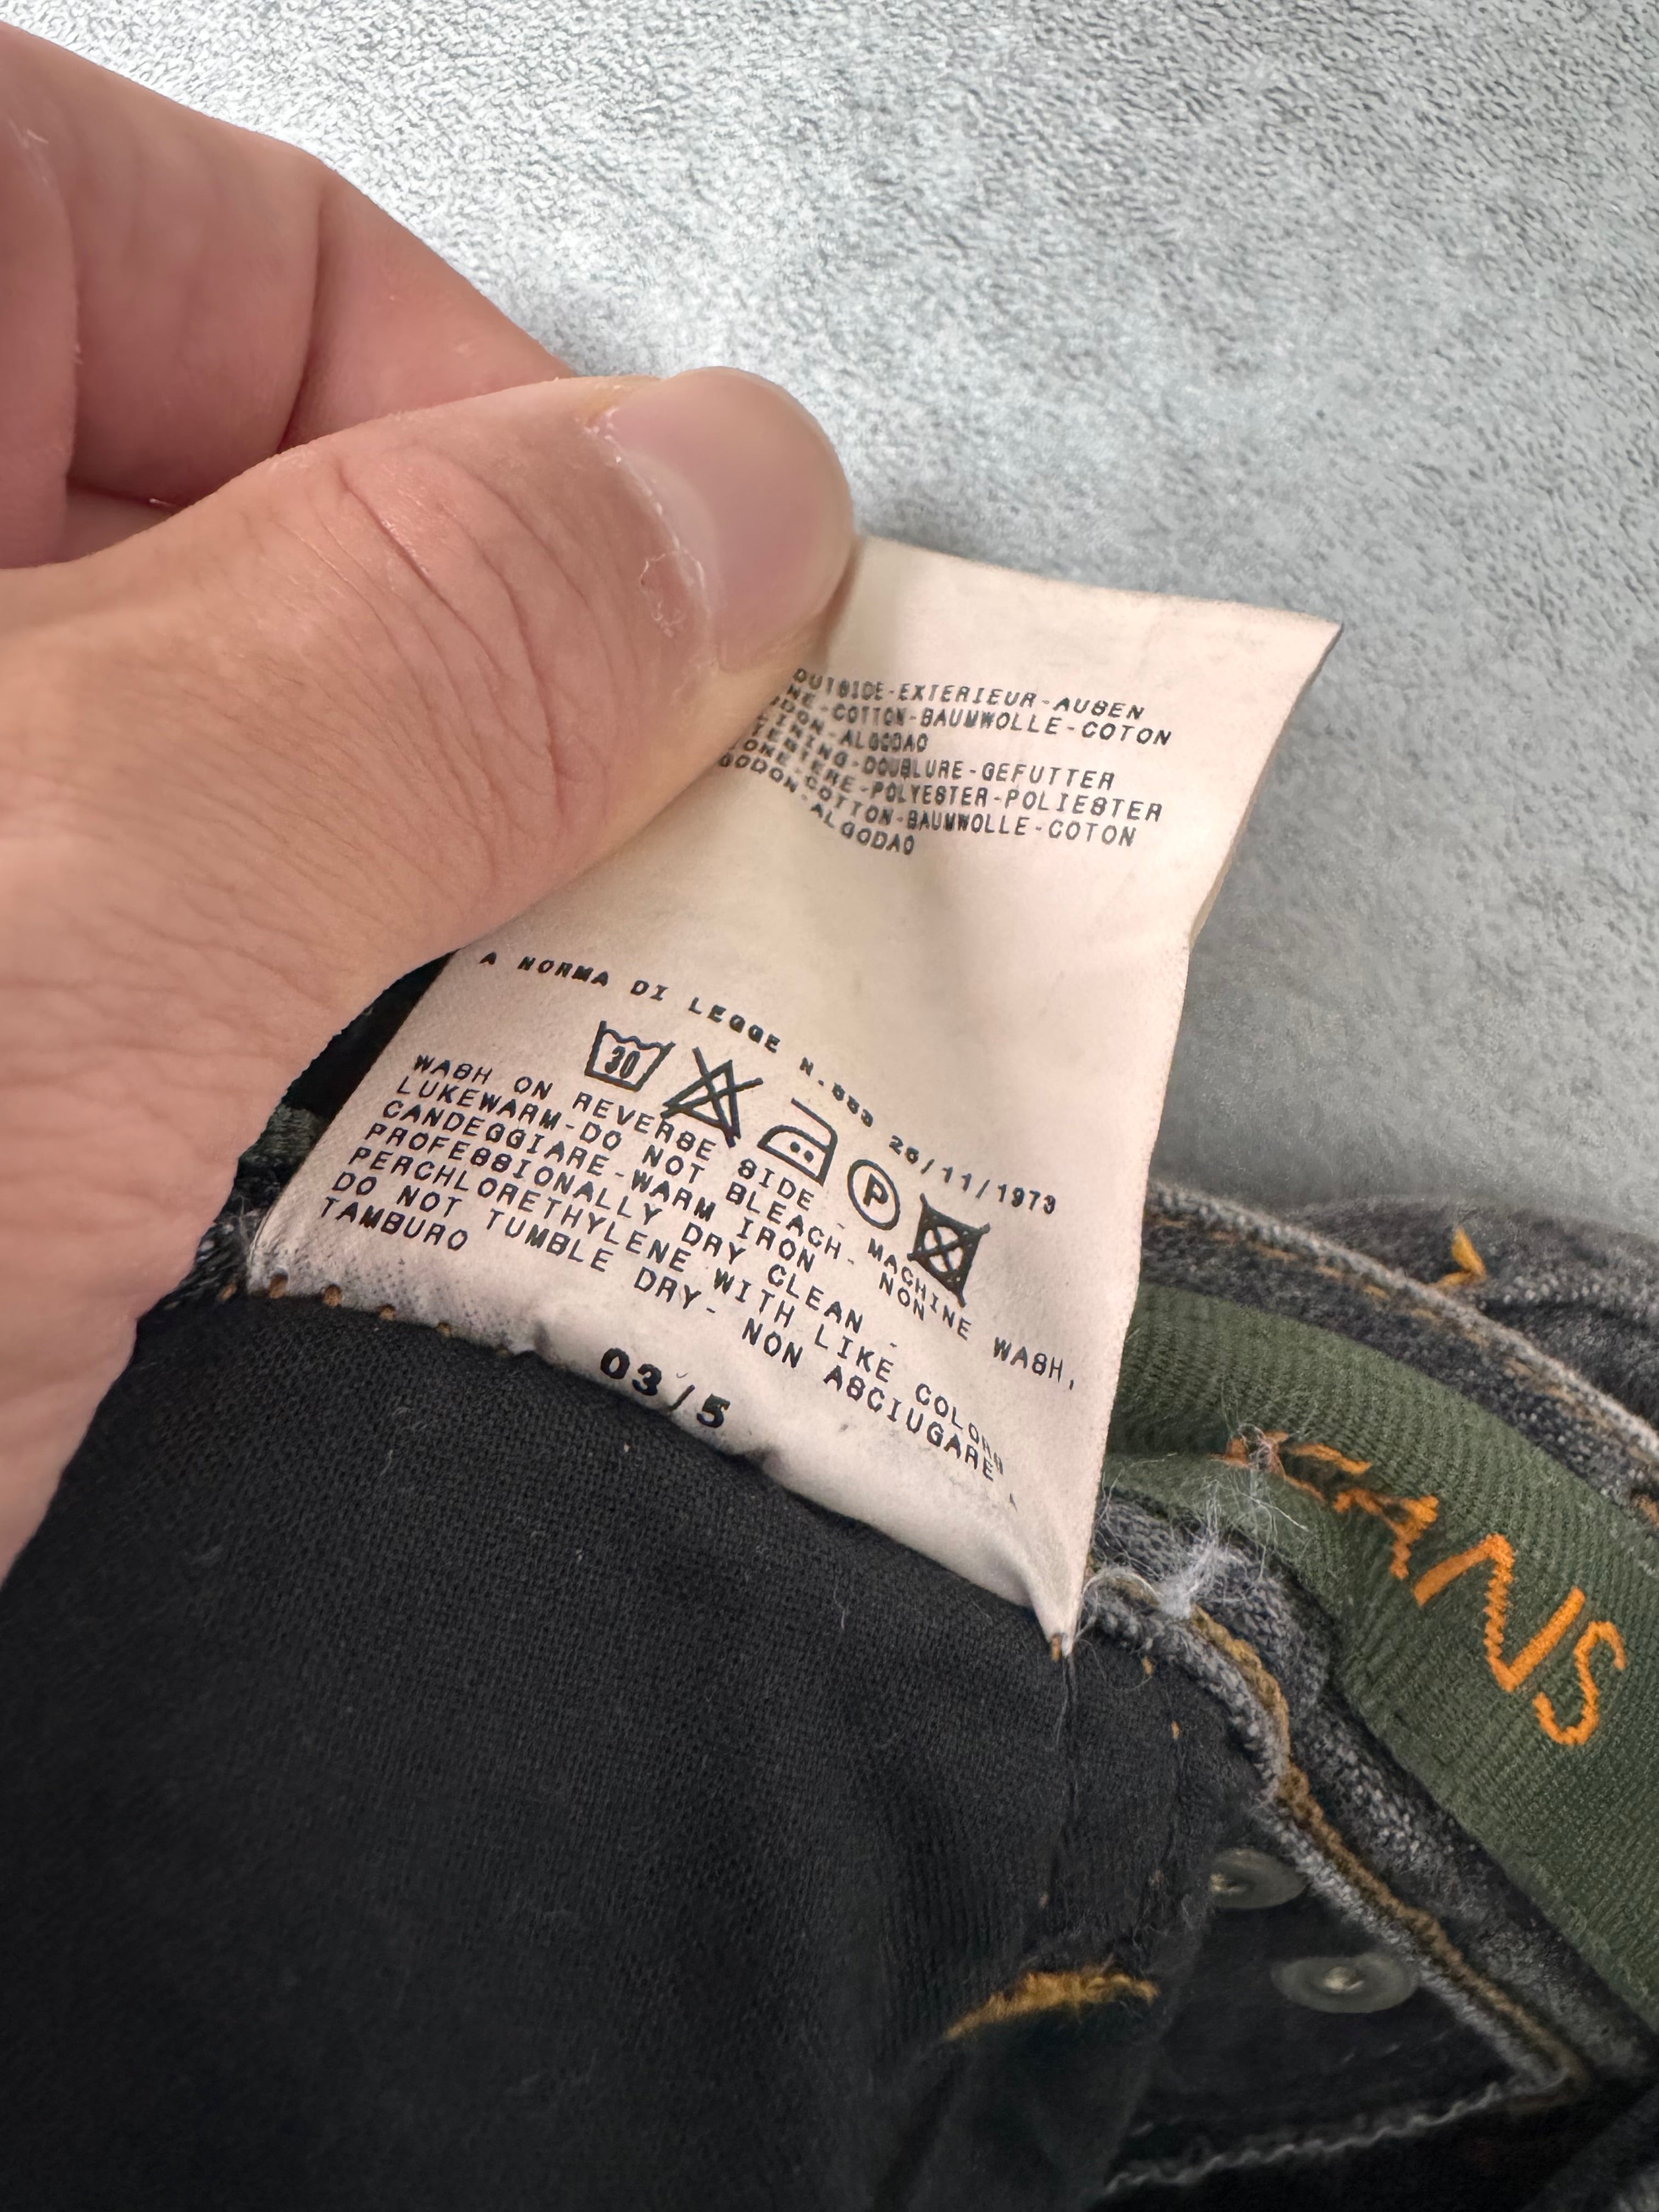 OUTSIDE-EXTERIEUR-AUSEN
-COTTON-BAUMWOLLE-COTON
-ALGODAO
-DOUBLURE-GEFUTTER
-POLYESTER-POLIESTER
GODON-COTTON-BAUMWOLLE-COTON
ALGODAO
A NORMA DI LEGGE N.883 26/11/1973
30
P
WASH ON REVERSE SIDE - MACHINE WASH,
LUKEWARM-DO NOT BLEACH- NON
CANDEGGIARE-WARM IRON -
PROFESSIONALLY DRY CLEAN -
PERCHLORETHYLENE WITH LIKE COLORS
DO NOT TUMBLE DRY- NON ASCIUGARE
TAMBURO
03/5
EANS